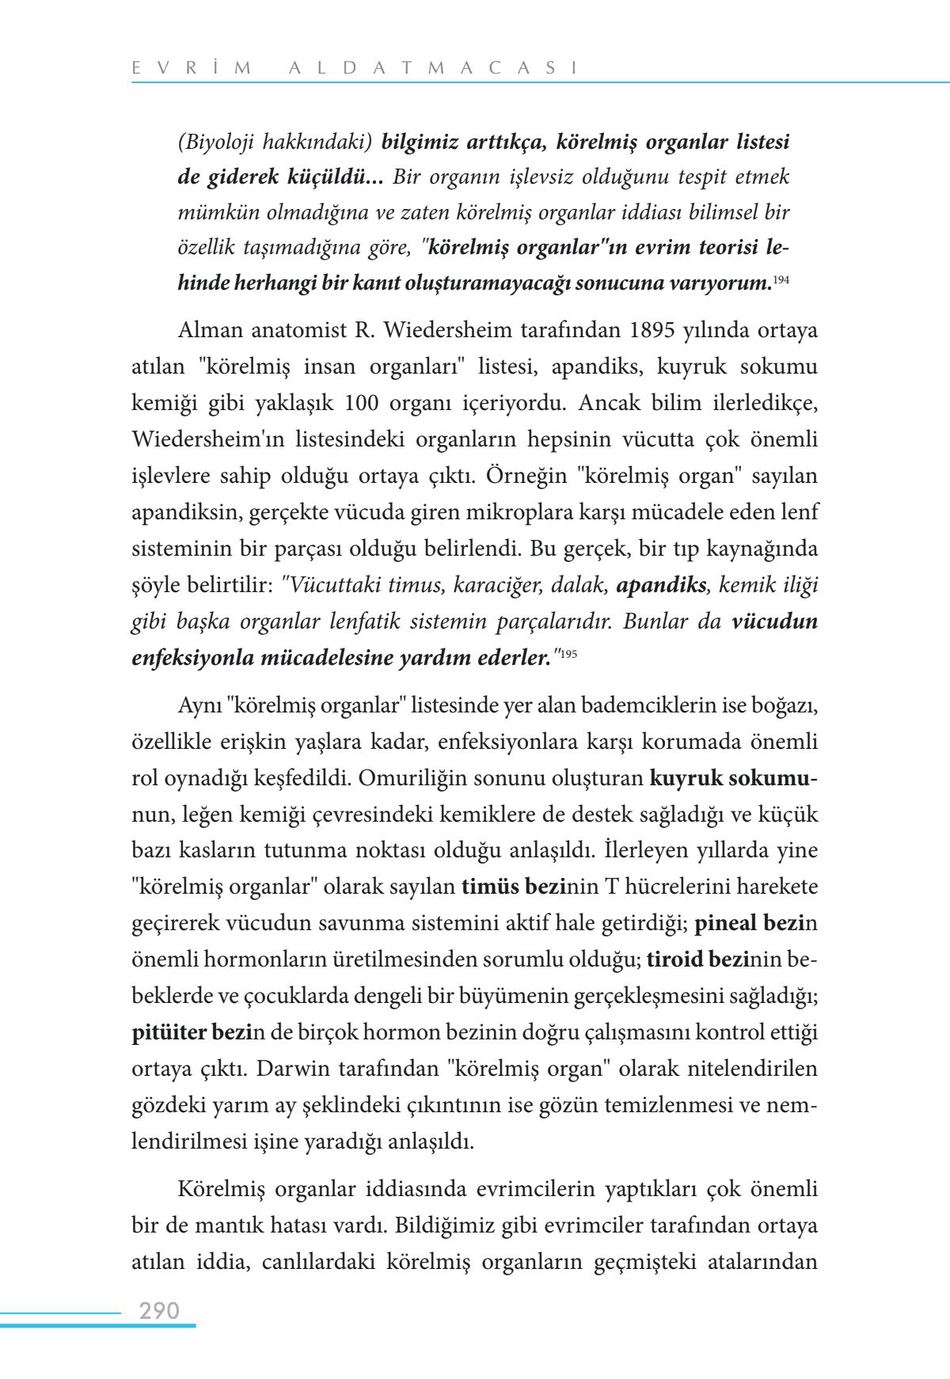 EVRİM ALDATMACASI
(Biyoloji hakkındaki) bilgimiz arttıkça, körelmiş organlar listesi
de giderek küçüldü... Bir organın işlevsiz olduğunu tespit etmek
mümkün olmadığına ve zaten körelmiş organlar iddiası bilimsel bir
özellik taşımadığına göre, "körelmiş organlar"ın evrim teorisi le-
hinde herhangi bir kanıt oluşturamayacağı sonucuna varıyorum.194
Alman anatomist R. Wiedersheim tarafından 1895 yılında ortaya
atılan "körelmiş insan organları" listesi, apandiks, kuyruk sokumu
kemiği gibi yaklaşık 100 organı içeriyordu. Ancak bilim ilerledikçe,
Wiedersheim'ın listesindeki organların hepsinin vücutta çok önemli
işlevlere sahip olduğu ortaya çıktı. Örneğin "körelmiş organ" sayılan
apandiksin, gerçekte vücuda giren mikroplara karşı mücadele eden lenf
sisteminin bir parçası olduğu belirlendi. Bu gerçek, bir tıp kaynağında
şöyle belirtilir: "Vücuttaki timus, karaciğer, dalak, apandiks, kemik iliği
gibi başka organlar lenfatik sistemin parçalarıdır. Bunlar da vücudun
enfeksiyonla mücadelesine yardım ederler."195
Aynı "körelmiş organlar" listesinde yer alan bademciklerin ise boğazı,
özellikle erişkin yaşlara kadar, enfeksiyonlara karşı korumada önemli
rol oynadığı keşfedildi. Omuriliğin sonunu oluşturan kuyruk sokumu-
nun, leğen kemiği çevresindeki kemiklere de destek sağladığı ve küçük
bazı kasların tutunma noktası olduğu anlaşıldı. İlerleyen yıllarda yine
"körelmiş organlar" olarak sayılan timüs bezinin T hücrelerini harekete
geçirerek vücudun savunma sistemini aktif hale getirdiği; pineal bezin
önemli hormonların üretilmesinden sorumlu olduğu; tiroid bezinin be-
beklerde ve çocuklarda dengeli bir büyümenin gerçekleşmesini sağladığı;
pitüiter bezin de birçok hormon bezinin doğru çalışmasını kontrol ettiği
ortaya çıktı. Darwin tarafından "körelmiş organ" olarak nitelendirilen
gözdeki yarım ay şeklindeki çıkıntının ise gözün temizlenmesi ve nem-
lendirilmesi işine yaradığı anlaşıldı.
Körelmiş organlar iddiasında evrimcilerin yaptıkları çok önemli
bir de mantık hatası vardı. Bildiğimiz gibi evrimciler tarafından ortaya
atılan iddia, canlılardaki körelmiş organların geçmişteki atalarından
290